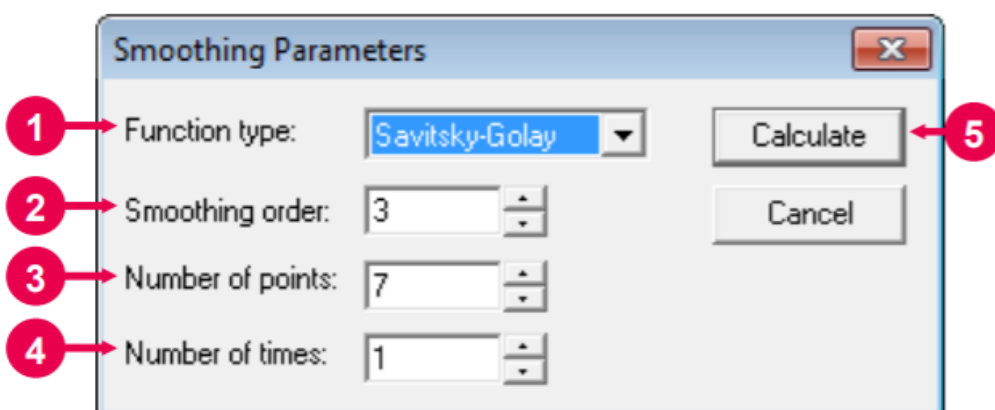 Smoothing Parameters
1 Function type: Savitsky-Golay Calculate 5
2 Smoothing order: 3 Cancel
3 Number of points: 7
4 Number of times: 1